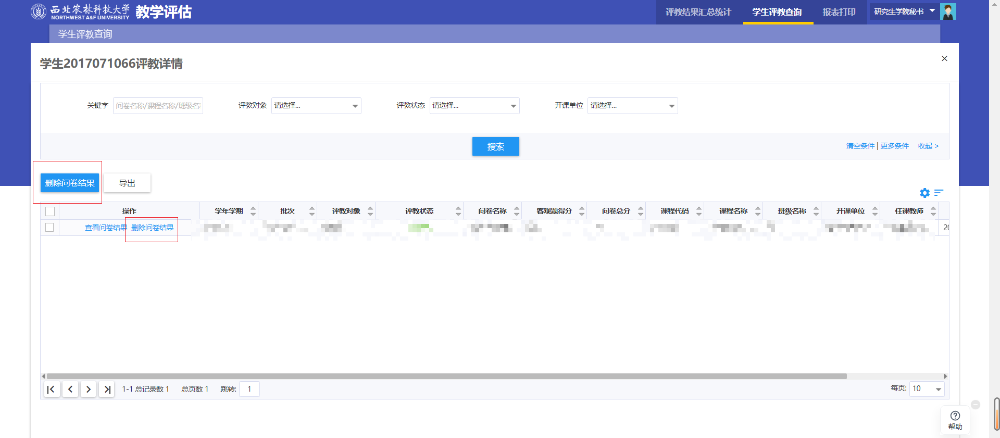 西北农林科技大学
NORTHWEST A&F UNIVERSITY
教学评估
评教结果汇总统计 学生评教查询 报表打印 研究生学院秘书
学生评教查询
学生2017071066评教详情
关键字 问卷名称/课程名称/班级名称 评教对象 请选择... 评教状态 请选择... 开课单位 请选择...
搜索
清空条件 | 更多条件 收起 >
删除问卷结果 导出
操作 学年学期 批次 评教对象 评教状态 问卷名称 客观题得分 问卷总分 课程代码 课程名称 班级名称 开课单位 任课教师
查看问卷结果 删除问卷结果 20
1-1 总记录数 1 总页数 1 跳转: 1 每页: 10
帮助